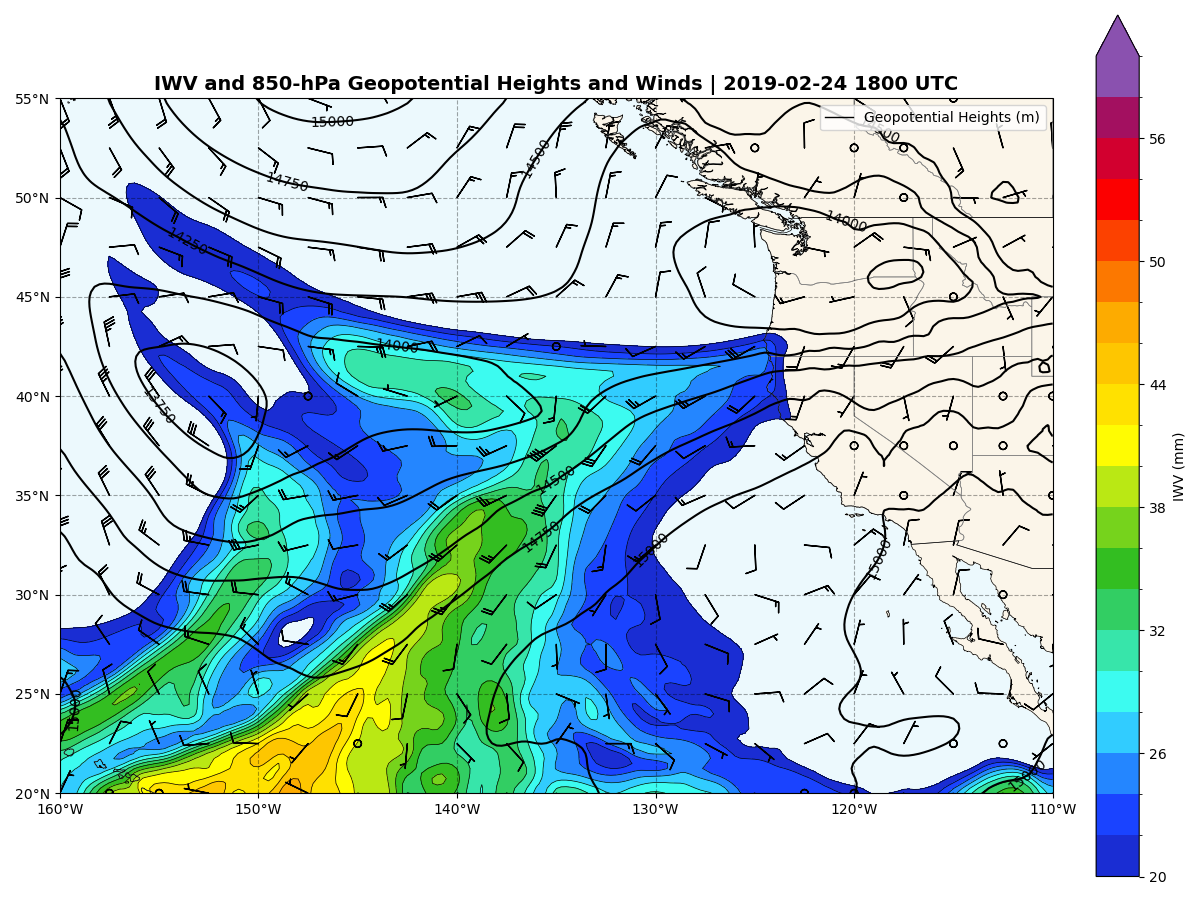 IWV and 850-hPa Geopotential Heights and Winds | 2019-02-24 1800 UTC
Geopotential Heights (m)
55°N
50°N
45°N
40°N
35°N
30°N
25°N
20°N
160°W
150°W
140°W
130°W
120°W
110°W
15000
14750
14500
14250
14000
14000
13750
14500
14750
15000
15000
15000
15000
56
50
44
38
32
26
20
IWV (mm)